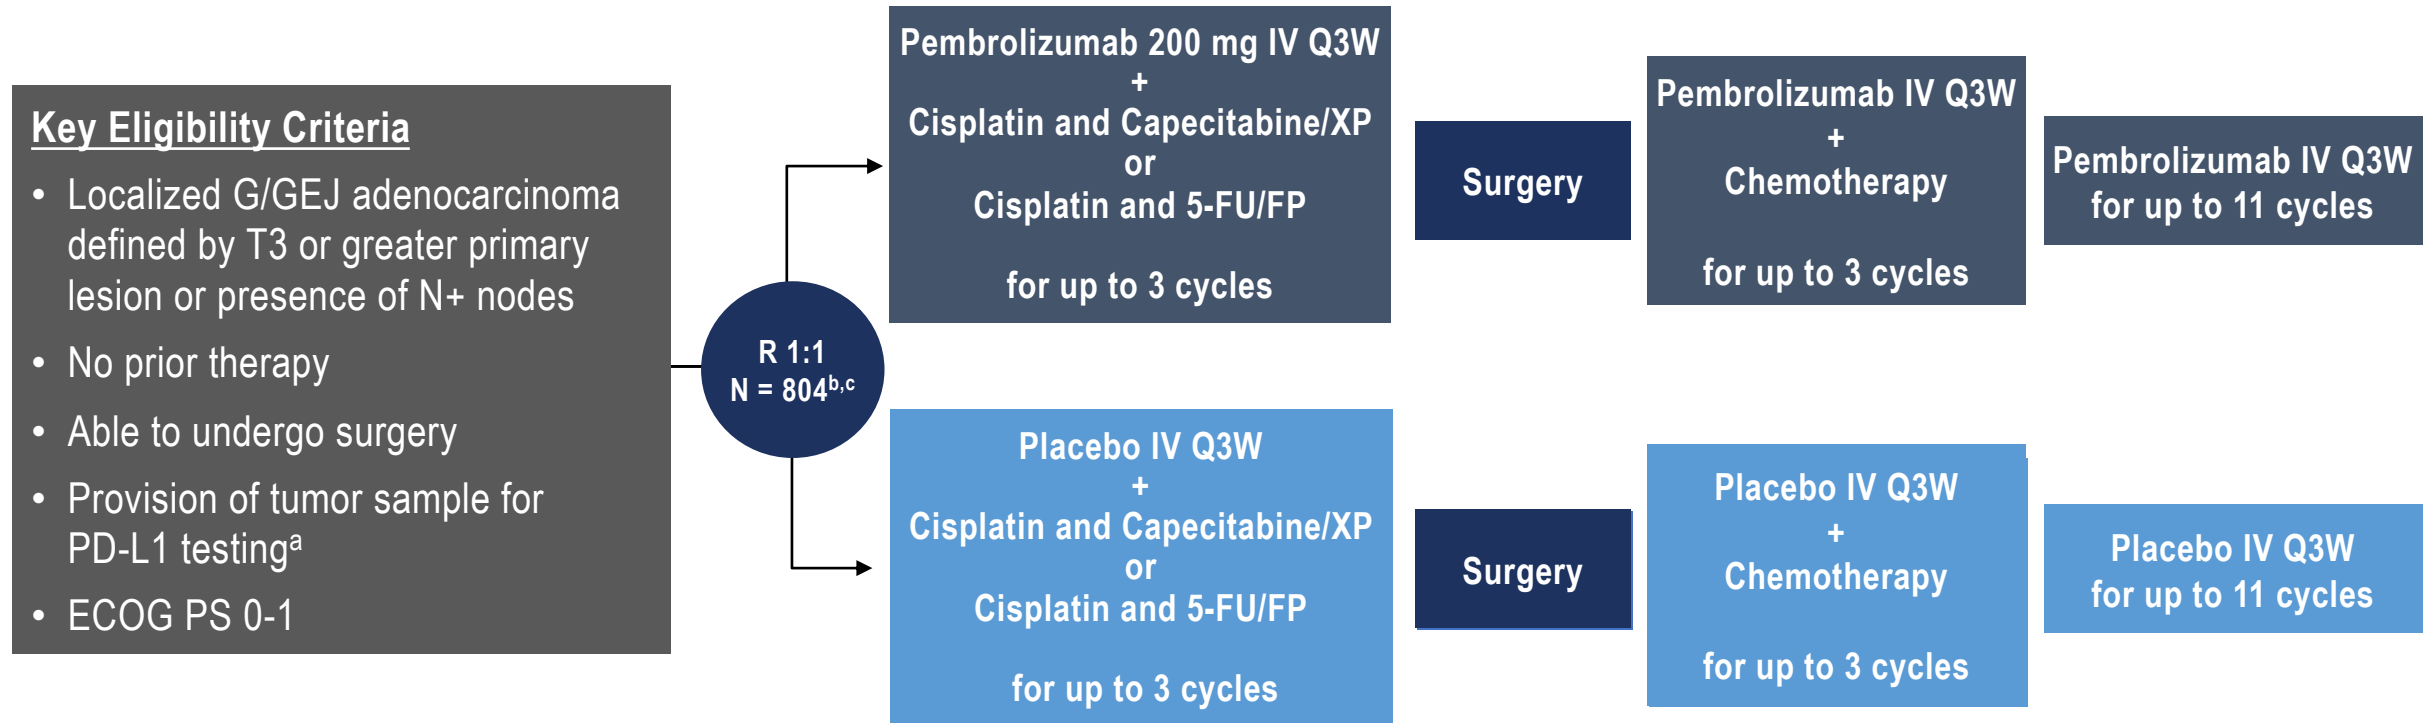 Key Eligibility Criteria
• Localized G/GEJ adenocarcinoma
defined by T3 or greater primary
lesion or presence of N+ nodes
• No prior therapy
• Able to undergo surgery
• Provision of tumor sample for
PD-L1 testingᵃ
• ECOG PS 0-1
R 1:1
N = 804ᵇ,ᶜ
Pembrolizumab 200 mg IV Q3W
+
Cisplatin and Capecitabine/XP
or
Cisplatin and 5-FU/FP
for up to 3 cycles
Surgery
Pembrolizumab IV Q3W
+
Chemotherapy
for up to 3 cycles
Pembrolizumab IV Q3W
for up to 11 cycles
Placebo IV Q3W
+
Cisplatin and Capecitabine/XP
or
Cisplatin and 5-FU/FP
for up to 3 cycles
Surgery
Placebo IV Q3W
+
Chemotherapy
for up to 3 cycles
Placebo IV Q3W
for up to 11 cycles